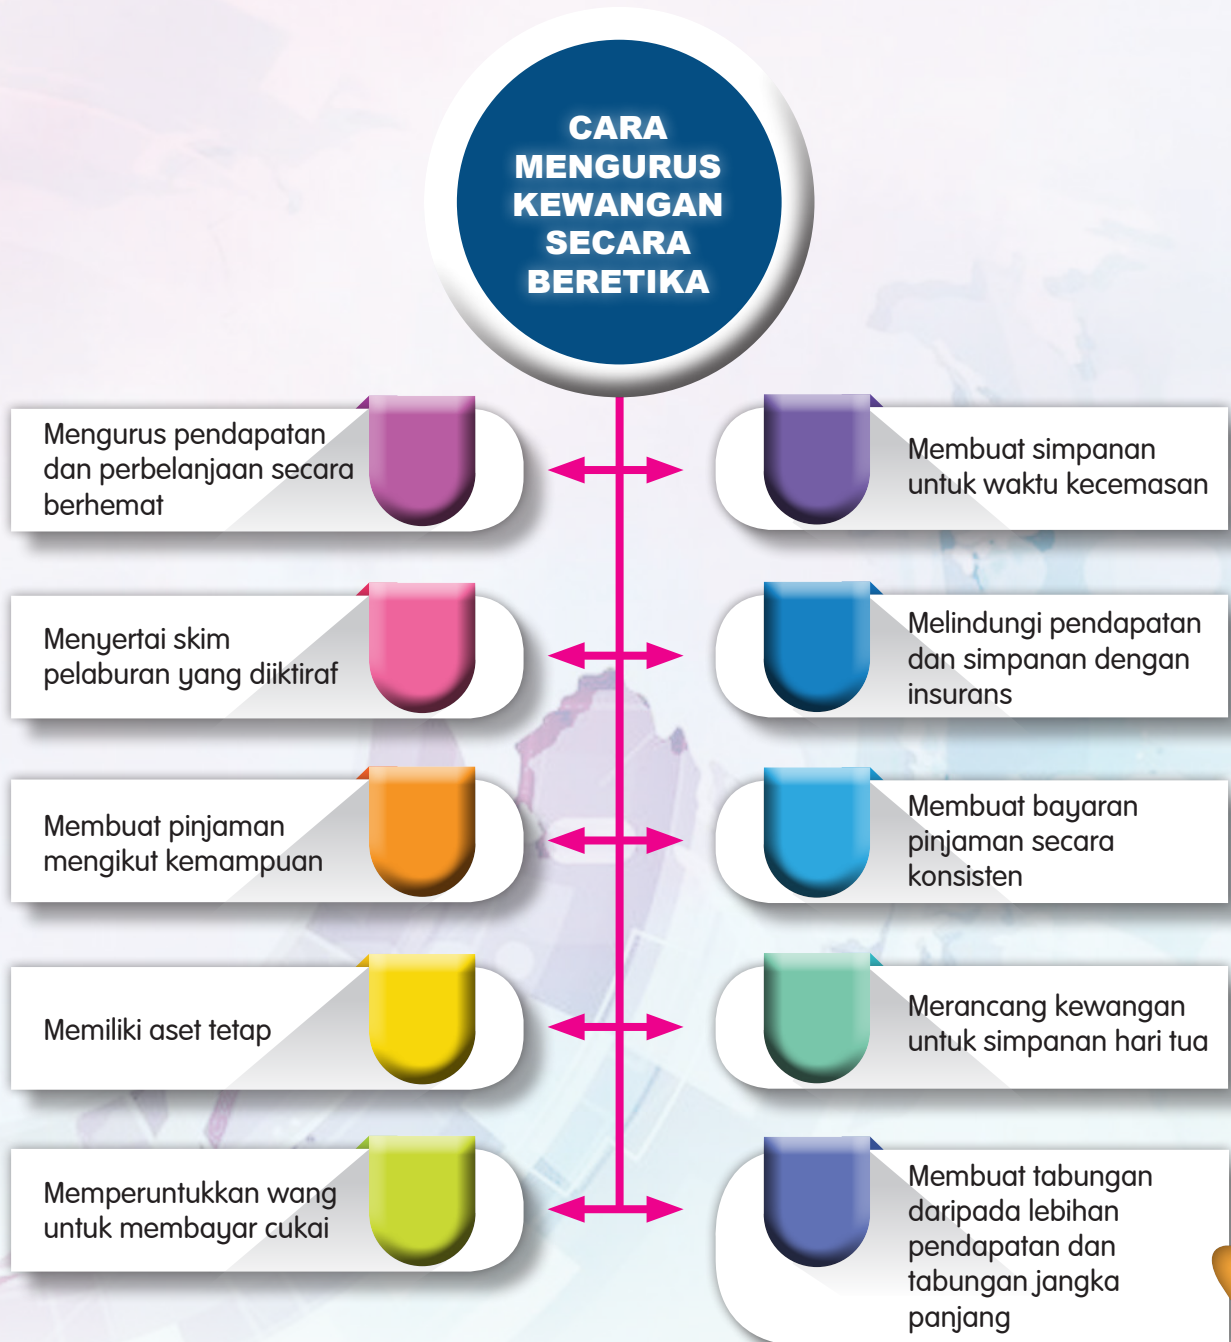 CARA
MENGURUS
KEWANGAN
SECARA
BERETIKA
Mengurus pendapatan
dan perbelanjaan secara
berhemat
Membuat simpanan
untuk waktu kecemasan
Menyertai skim
pelaburan yang diiktiraf
Melindungi pendapatan
dan simpanan dengan
insurans
Membuat pinjaman
mengikut kemampuan
Membuat bayaran
pinjaman secara
konsisten
Memiliki aset tetap
Merancang kewangan
untuk simpanan hari tua
Memperuntukkan wang
untuk membayar cukai
Membuat tabungan
daripada lebihan
pendapatan dan
tabungan jangka
panjang